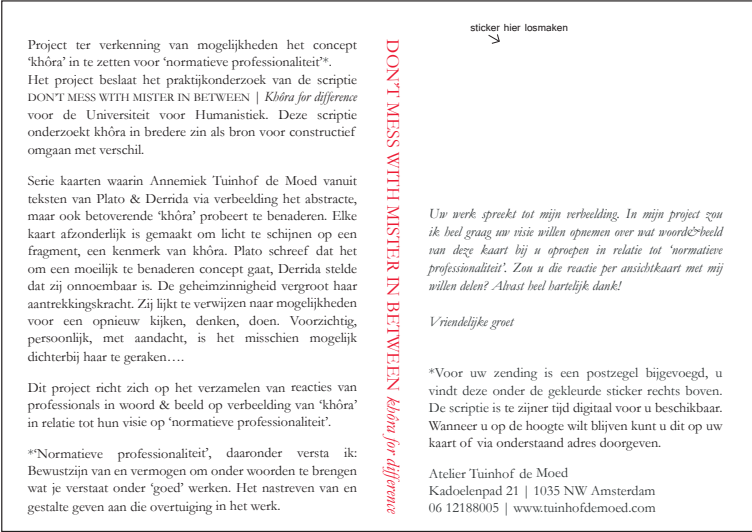 Project ter verkenning van mogelijkheden het concept
‘khôra’ in te zetten voor ‘normatieve professionaliteit’*.
Het project beslaat het praktijkonderzoek van de scriptie
DON'T MESS WITH MISTER IN BETWEEN | Khôra for difference
voor de Universiteit voor Humanistiek. Deze scriptie
onderzoekt khôra in bredere zin als bron voor constructief
omgaan met verschil.
Serie kaarten waarin Annemiek Tuinhof de Moed vanuit
teksten van Plato & Derrida via verbeelding het abstracte,
maar ook betoverende ‘khôra’ probeert te benaderen. Elke
kaart afzonderlijk is gemaakt om licht te schijnen op een
fragment, een kenmerk van khôra. Plato schreef dat het
om een moeilijk te benaderen concept gaat, Derrida stelde
dat zij onnoembaar is. De geheimzinnigheid vergroot haar
aantrekkingskracht. Zij lijkt te verwijzen naar mogelijkheden
voor een opnieuw kijken, denken, doen. Voorzichtig,
persoonlijk, met aandacht, is het misschien mogelijk
dichterbij haar te geraken….
Dit project richt zich op het verzamelen van reacties van
professionals in woord & beeld op verbeelding van ‘khôra’
in relatie tot hun visie op ‘normatieve professionaliteit’.
*‘Normatieve professionaliteit’, daaronder versta ik:
Bewustzijn van en vermogen om onder woorden te brengen
wat je verstaat onder ‘goed’ werken. Het nastreven van en
gestalte geven aan die overtuiging in het werk.
DON'T MESS WITH MISTER IN BETWEEN khôra for difference
sticker hier losmaken
Uw werk spreekt tot mijn verbeelding. In mijn project zou
ik heel graag uw visie willen opnemen over wat woord&beeld
van deze kaart bij u oproepen in relatie tot ‘normatieve
professionaliteit’. Zou u die reactie per ansichtkaart met mij
willen delen? Alvast heel hartelijk dank!
Vriendelijke groet
*Voor uw zending is een postzegel bijgevoegd, u
vindt deze onder de gekleurde sticker rechts boven.
De scriptie is te zijner tijd digitaal voor u beschikbaar.
Wanneer u op de hoogte wilt blijven kunt u dit op uw
kaart of via onderstaand adres doorgeven.
Atelier Tuinhof de Moed
Kadoelenpad 21 | 1035 NW Amsterdam
06 12188005 | www.tuinhofdemoed.com